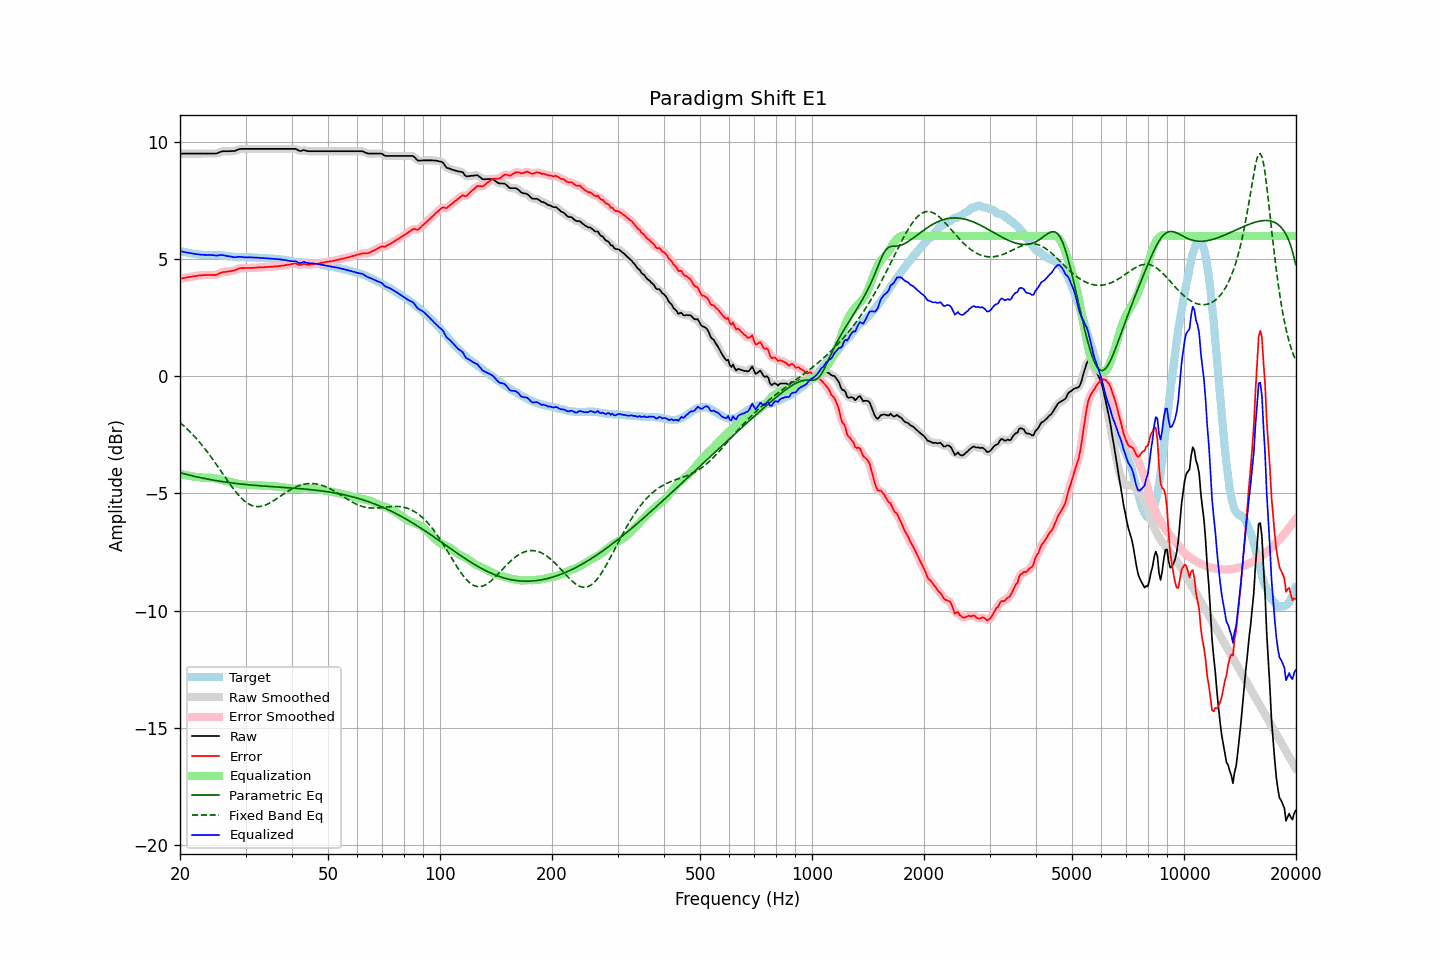 Paradigm Shift E1
Amplitude (dBr)
10
5
0
−5
−10
−15
−20
Target
Raw Smoothed
Error Smoothed
Raw
Error
Equalization
Parametric Eq
Fixed Band Eq
Equalized
20 50 100 200 500 1000 2000 5000 10000 20000
Frequency (Hz)